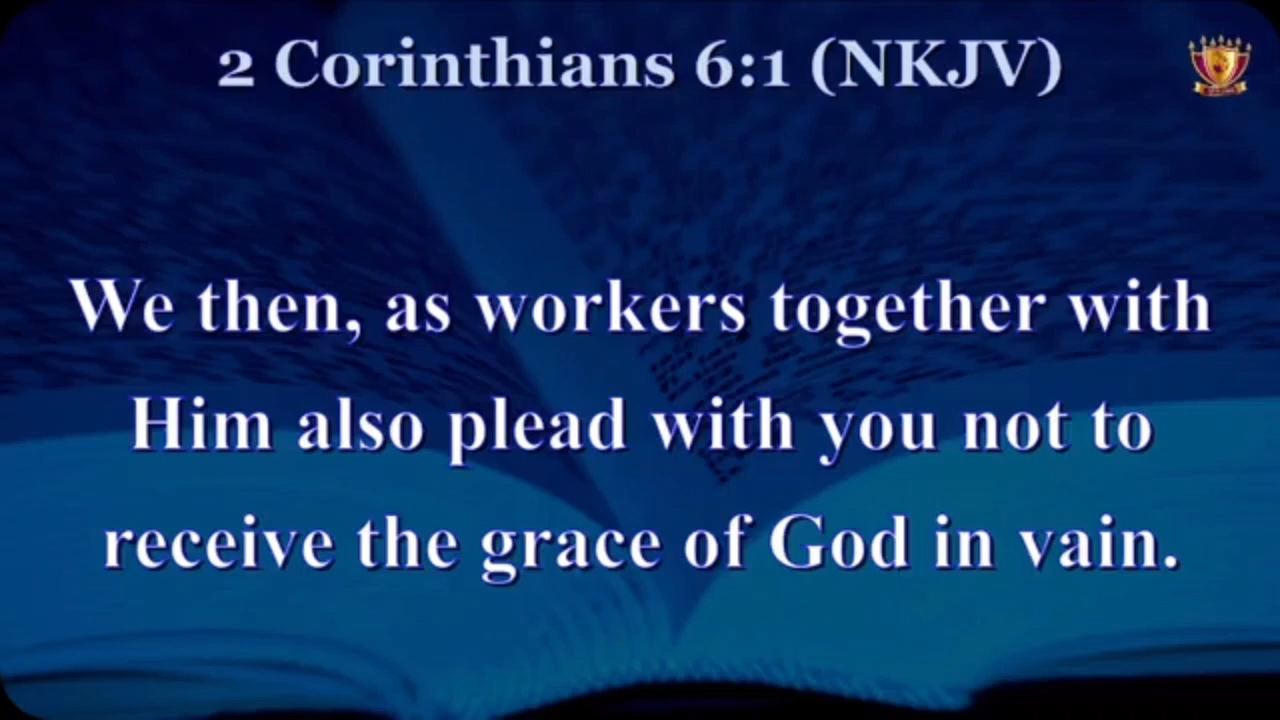 2 Corinthians 6:1 (NKJV)
We then, as workers together with
Him also plead with you not to
receive the grace of God in vain.